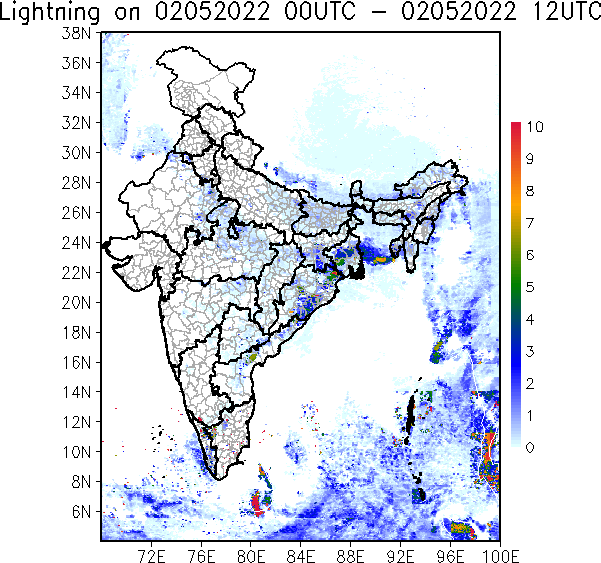 Lightning on 02052022 00UTC – 02052022 12UTC
38N
36N
34N
32N
30N
28N
26N
24N
22N
20N
18N
16N
14N
12N
10N
8N
6N
72E 76E 80E 84E 88E 92E 96E 100E
10
9
8
7
6
5
4
3
2
1
0